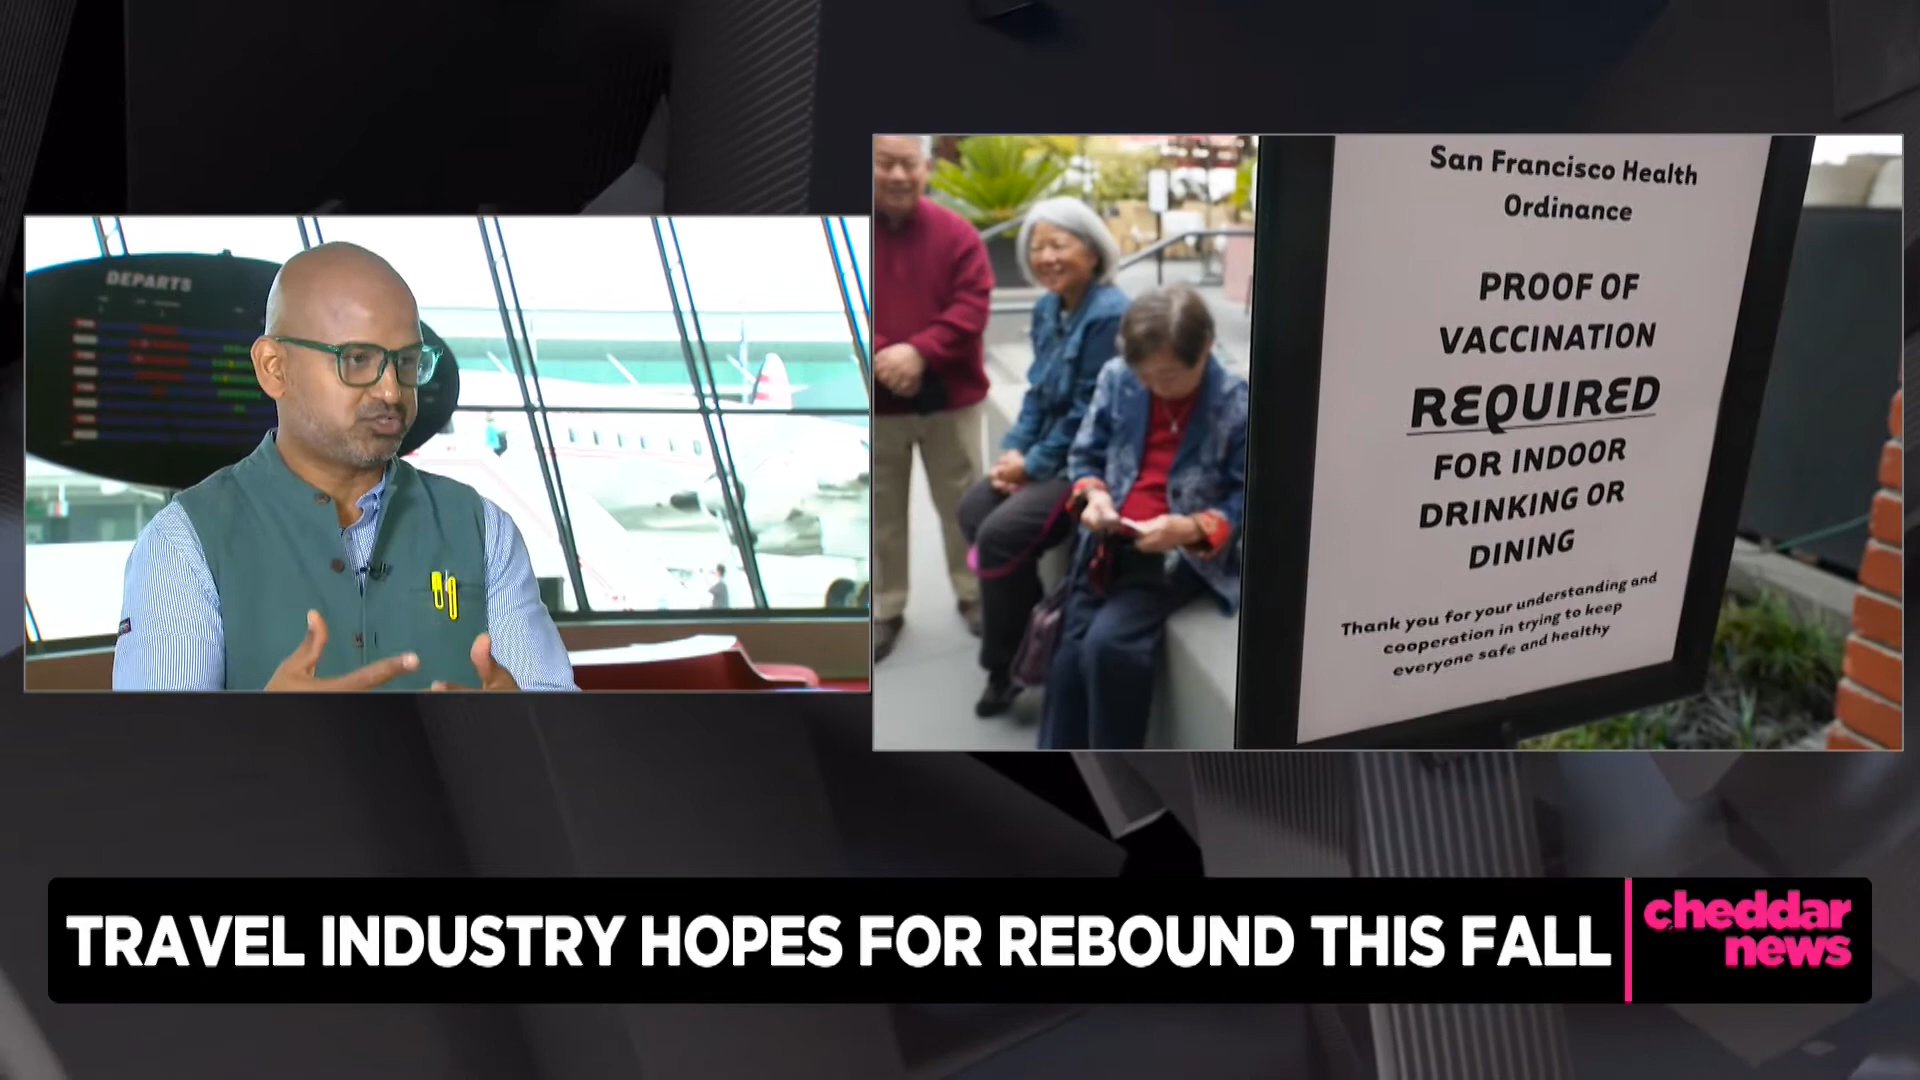 DEPARTS
San Francisco Health
Ordinance
PROOF OF
VACCINATION
REQUIRED
FOR INDOOR
DRINKING OR
DINING
Thank you for your understanding and
cooperation in trying to keep
everyone safe and healthy
TRAVEL INDUSTRY HOPES FOR REBOUND THIS FALL
cheddar
news